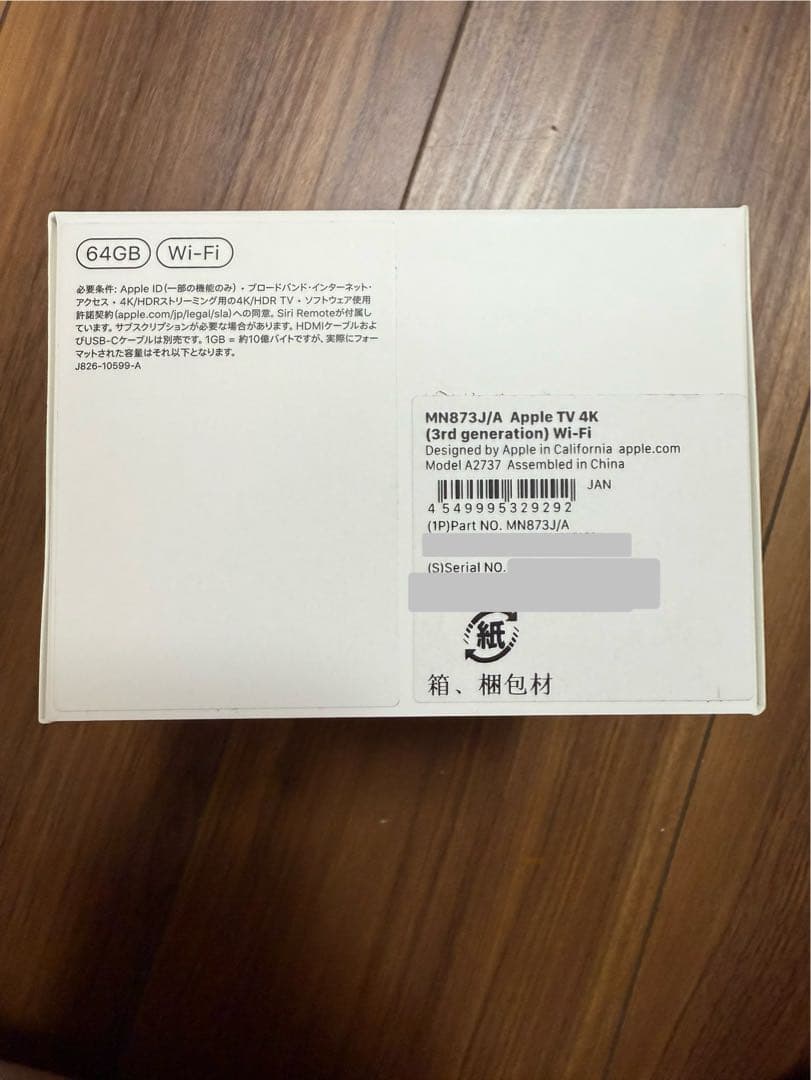 64GB Wi-Fi
必要条件: Apple ID(一部の機能のみ)・ブロードバンド・インターネット・
アクセス・4K/HDRストリーミング用の4K/HDR TV・ソフトウェア使用
許諾契約(apple.com/jp/legal/sla)への同意。Siri Remoteが付属し
ています。サブスクリプションが必要な場合があります。HDMIケーブルおよ
びUSB-Cケーブルは別売です。1GB = 約10億バイトですが、実際にフォー
マットされた容量はそれ以下となります。
J826-10599-A
MN873J/A Apple TV 4K
(3rd generation) Wi-Fi
Designed by Apple in California apple.com
Model A2737 Assembled in China
JAN
4 549995329292
(1P)Part NO. MN873J/A
(S)Serial NO.
紙
箱、梱包材